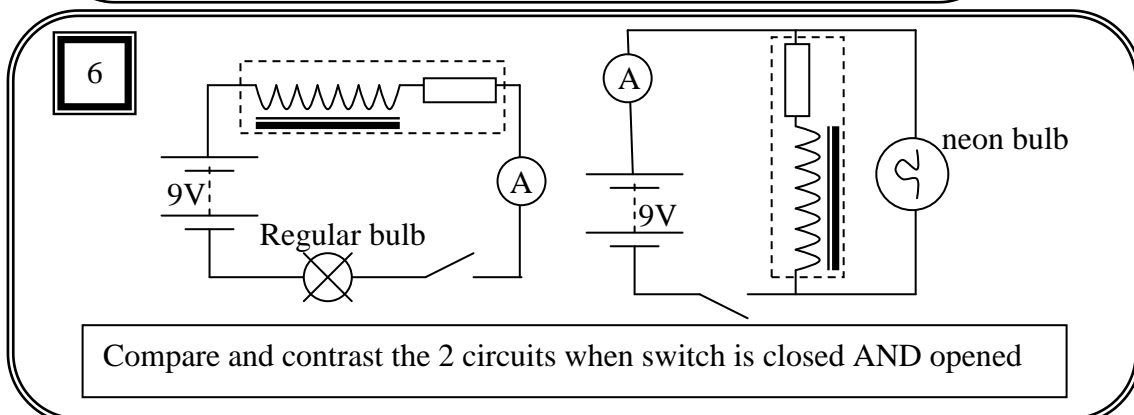 6
A
9V
Regular bulb
A
9V
neon bulb
Compare and contrast the 2 circuits when switch is closed AND opened